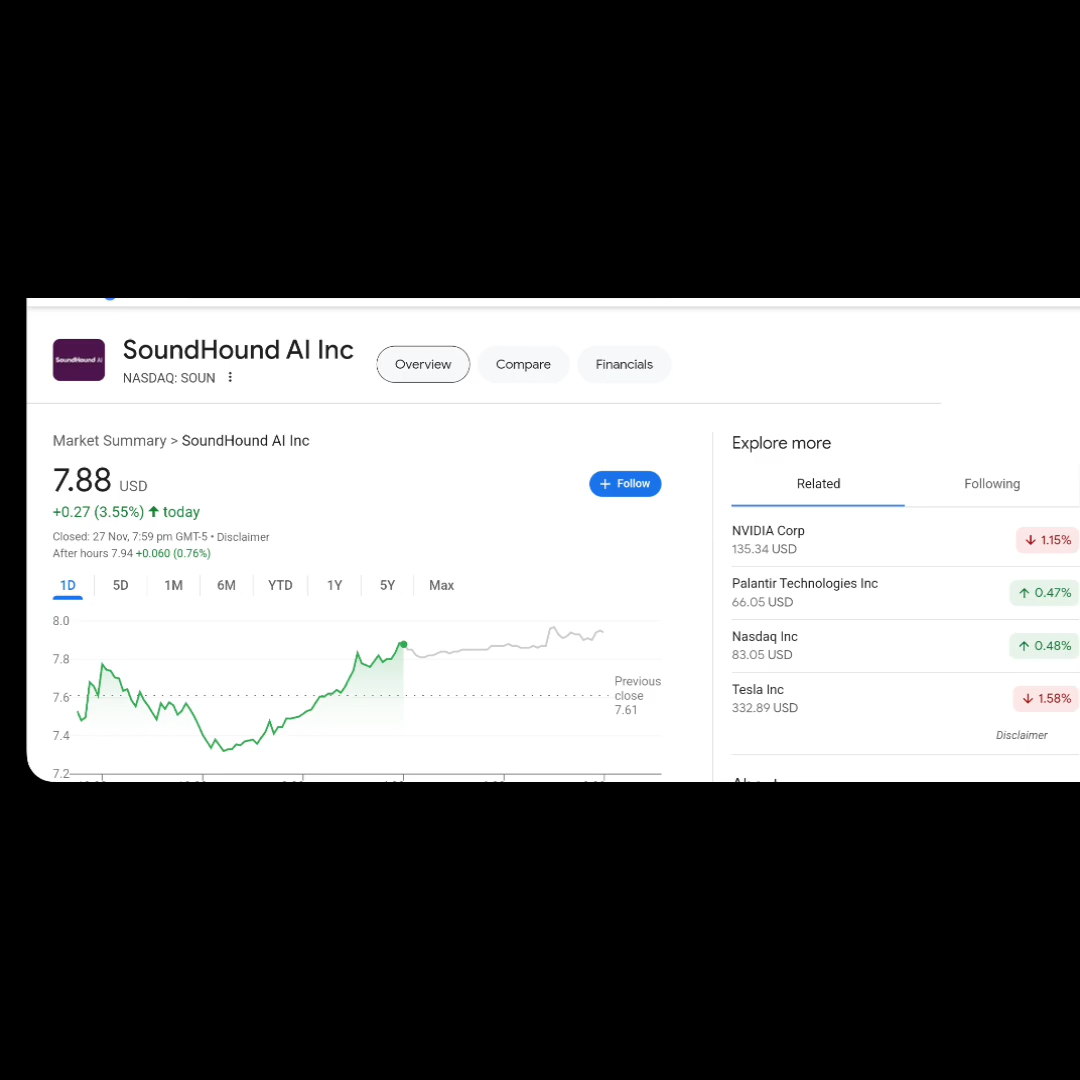 SoundHound AI
SoundHound AI Inc
NASDAQ: SOUN
Overview
Compare
Financials
Market Summary > SoundHound AI Inc
7.88 USD
+0.27 (3.55%) ↑ today
Closed: 27 Nov, 7:59 pm GMT-5 • Disclaimer
After hours 7.94 +0.060 (0.76%)
+ Follow
1D 5D 1M 6M YTD 1Y 5Y Max
8.0
7.8
7.6
7.4
7.2
Previous
close
7.61
Explore more
Related
Following
NVIDIA Corp
135.34 USD
↓ 1.15%
Palantir Technologies Inc
66.05 USD
↑ 0.47%
Nasdaq Inc
83.05 USD
↑ 0.48%
Tesla Inc
332.89 USD
↓ 1.58%
Disclaimer